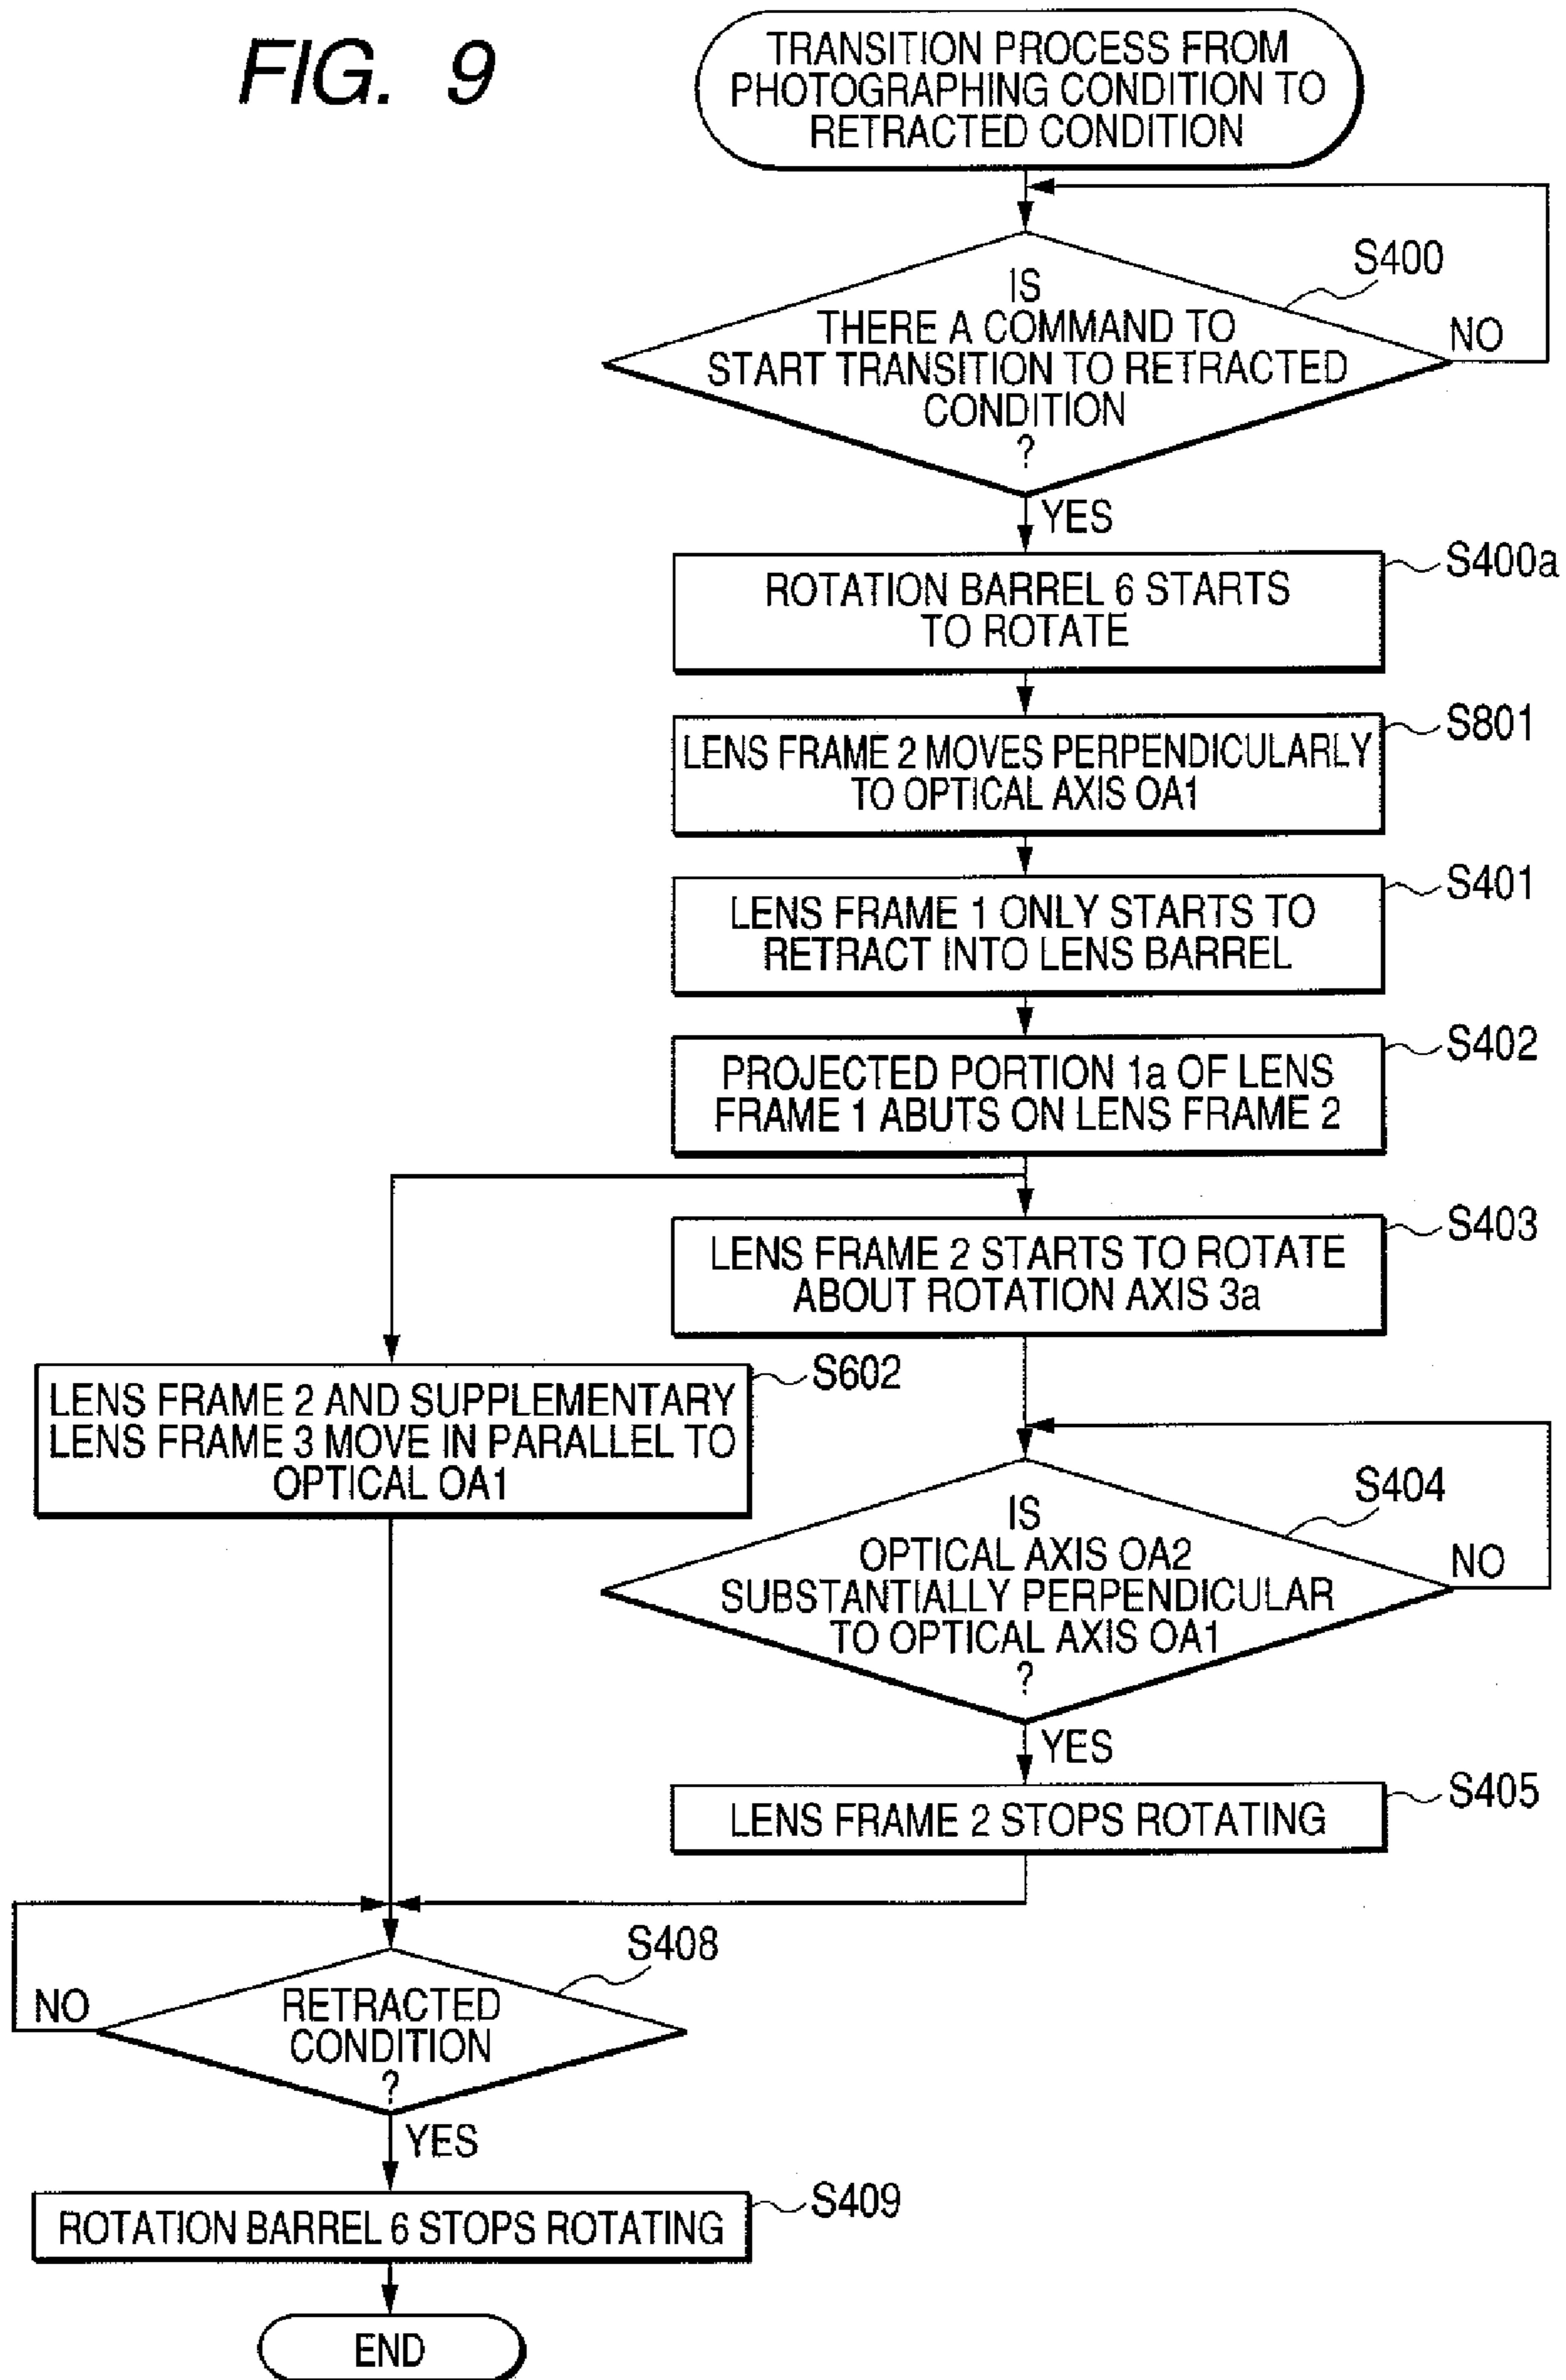 FIG. 9
TRANSITION PROCESS FROM
PHOTOGRAPHING CONDITION TO
RETRACTED CONDITION
S400
IS
THERE A COMMAND TO
START TRANSITION TO RETRACTED
CONDITION
?
NO
YES
S400a
ROTATION BARREL 6 STARTS
TO ROTATE
S801
LENS FRAME 2 MOVES PERPENDICULARLY
TO OPTICAL AXIS OA1
S401
LENS FRAME 1 ONLY STARTS TO
RETRACT INTO LENS BARREL
S402
PROJECTED PORTION 1a OF LENS
FRAME 1 ABUTS ON LENS FRAME 2
S403
LENS FRAME 2 STARTS TO ROTATE
ABOUT ROTATION AXIS 3a
S602
LENS FRAME 2 AND SUPPLEMENTARY
LENS FRAME 3 MOVE IN PARALLEL TO
OPTICAL OA1
S404
IS
OPTICAL AXIS OA2
SUBSTANTIALLY PERPENDICULAR
TO OPTICAL AXIS OA1
?
NO
YES
S405
LENS FRAME 2 STOPS ROTATING
S408
RETRACTED
CONDITION
?
NO
YES
S409
ROTATION BARREL 6 STOPS ROTATING
END